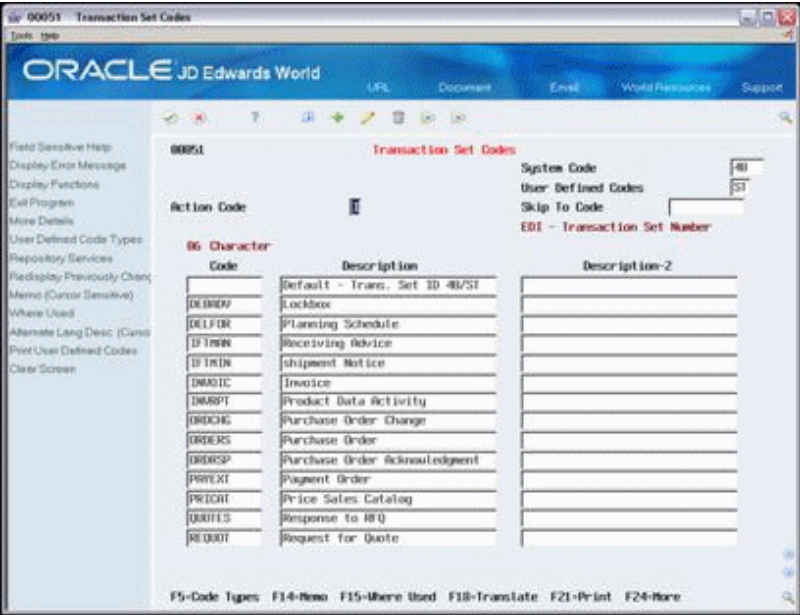 00051   Transaction Set Codes
Tools Help
ORACLE JD Edwards World
URL Document Email World Resources Support
Field Sensitive Help
Display Error Message
Display Functions
Exit Program
More Details
User Defined Code Types
Repository Services
Redisplay Previously Chang
Memo (Cursor Sensitive)
Where Used
Alternate Lang Desc (Curso
Print User Defined Codes
Clear Screen
00051 Transaction Set Codes
System Code 40
User Defined Codes ST
Action Code I Skip To Code
EDI - Transaction Set Number
06 Character
Code Description Description-2
Default - Trans. Set ID 40/ST
DEBADV Lockbox
DELFOR Planning Schedule
IFTMAN Receiving Advice
IFTMIN shipment Notice
INVOIC Invoice
INVRPT Product Data Activity
ORDCHG Purchase Order Change
ORDERS Purchase Order
ORDRSP Purchase Order Acknowledgment
PAYEXT Payment Order
PRICAT Price Sales Catalog
QUOTES Response to RFQ
REQUOT Request for Quote
F5=Code Types F14=Memo F15=Where Used F18=Translate F21=Print F24=More